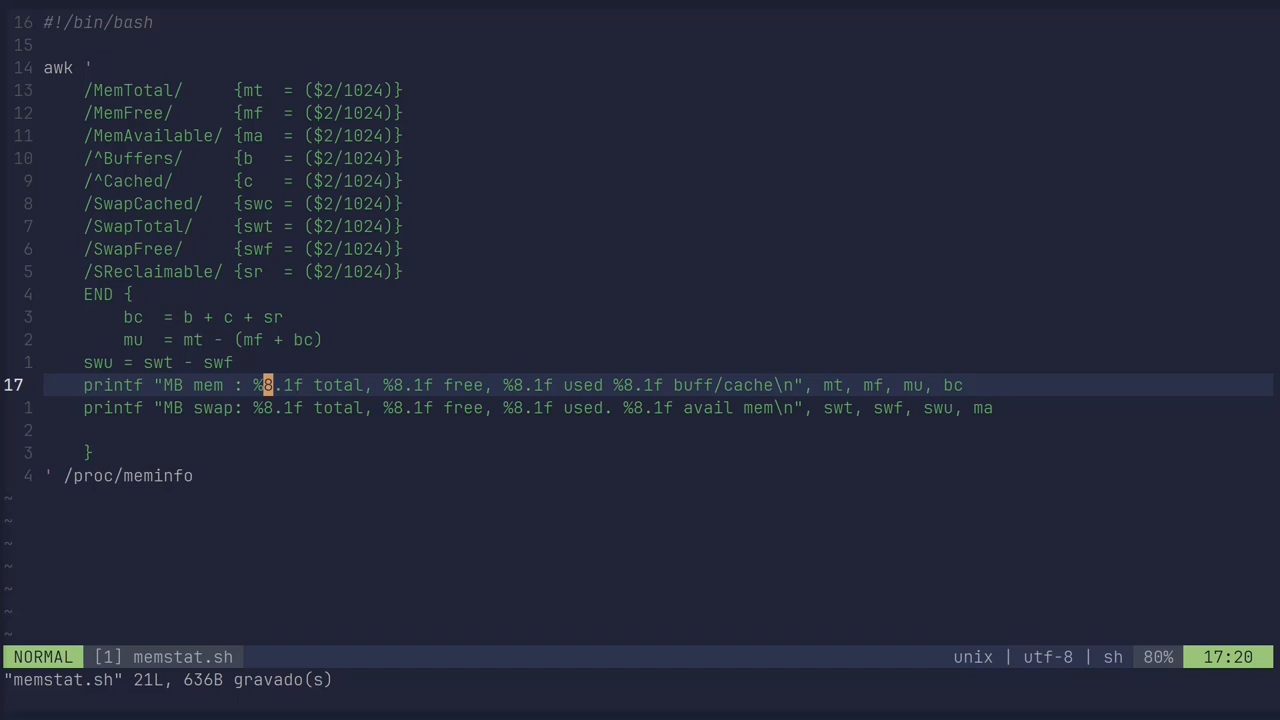 16 #!/bin/bash
15
14 awk '
13     /MemTotal/     {mt  = ($2/1024)}
12     /MemFree/      {mf  = ($2/1024)}
11     /MemAvailable/ {ma  = ($2/1024)}
10     /^Buffers/     {b   = ($2/1024)}
 9     /^Cached/      {c   = ($2/1024)}
 8     /SwapCached/   {swc = ($2/1024)}
 7     /SwapTotal/    {swt = ($2/1024)}
 6     /SwapFree/     {swf = ($2/1024)}
 5     /SReclaimable/ {sr  = ($2/1024)}
 4     END {
 3         bc  = b + c + sr
 2         mu  = mt - (mf + bc)
 1     swu = swt - swf
17     printf "MB mem : %8.1f total, %8.1f free, %8.1f used %8.1f buff/cache\n", mt, mf, mu, bc
 1     printf "MB swap: %8.1f total, %8.1f free, %8.1f used. %8.1f avail mem\n", swt, swf, swu, ma
 2
 3     }
 4 ' /proc/meminfo
~
~
~
~
~
~
~
NORMAL [1] memstat.sh unix | utf-8 | sh 80% 17:20
"memstat.sh" 21L, 636B gravado(s)